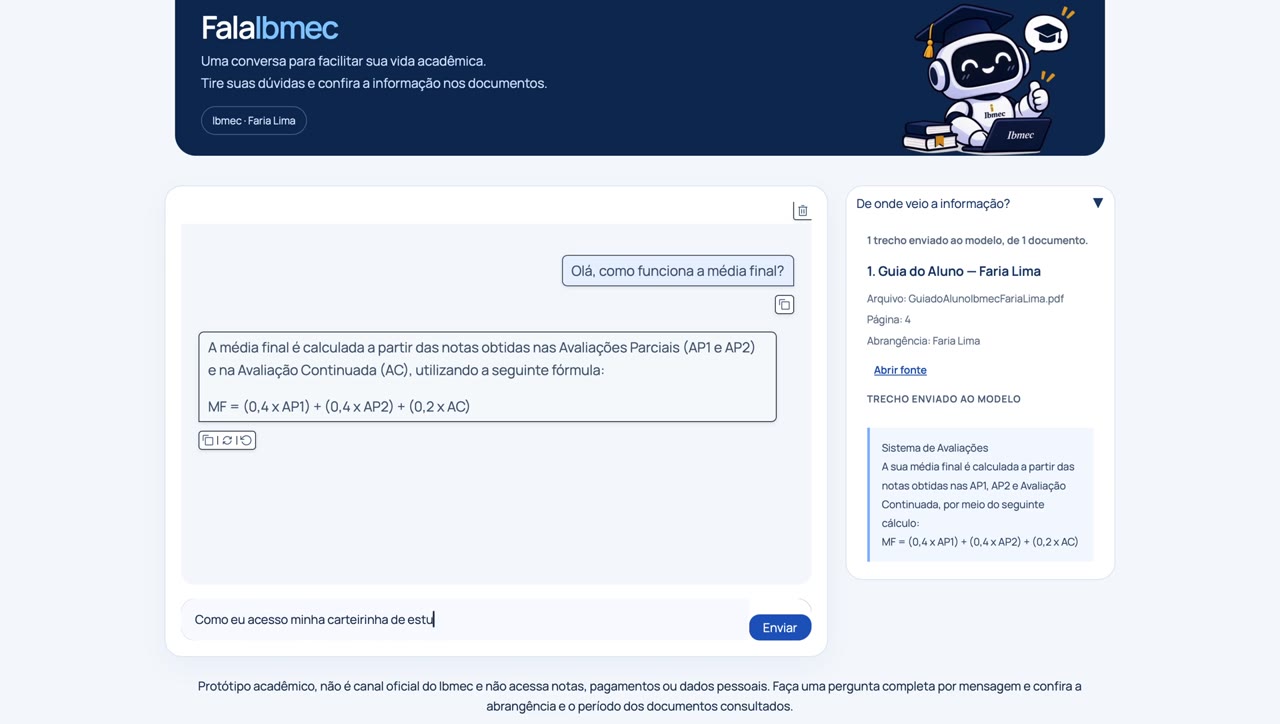 FalaIbmec
Uma conversa para facilitar sua vida acadêmica.
Tire suas dúvidas e confira a informação nos documentos.
Ibmec · Faria Lima
Ibmec
Ibmec
Olá, como funciona a média final?
A média final é calculada a partir das notas obtidas nas Avaliações Parciais (AP1 e AP2)
e na Avaliação Continuada (AC), utilizando a seguinte fórmula:
MF = (0,4 x AP1) + (0,4 x AP2) + (0,2 x AC)
Como eu acesso minha carteirinha de estu
Enviar
De onde veio a informação?
1 trecho enviado ao modelo, de 1 documento.
1. Guia do Aluno — Faria Lima
Arquivo: GuiadoAlunoIbmecFariaLima.pdf
Página: 4
Abrangência: Faria Lima
Abrir fonte
TRECHO ENVIADO AO MODELO
Sistema de Avaliações
A sua média final é calculada a partir das
notas obtidas nas AP1, AP2 e Avaliação
Continuada, por meio do seguinte
cálculo:
MF = (0,4 x AP1) + (0,4 x AP2) + (0,2 x AC)
Protótipo acadêmico, não é canal oficial do Ibmec e não acessa notas, pagamentos ou dados pessoais. Faça uma pergunta completa por mensagem e confira a
abrangência e o período dos documentos consultados.